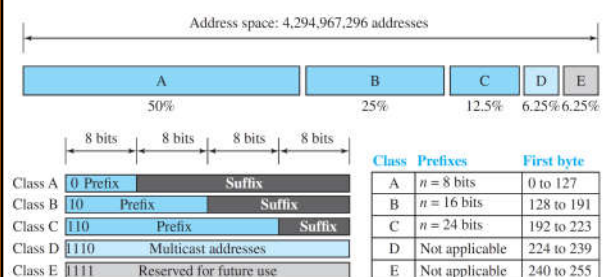 Address space: 4,294,967,296 addresses
A B C D E
50% 25% 12.5% 6.25% 6.25%
8 bits 8 bits 8 bits 8 bits
Class A 0 Prefix Suffix
Class B 10 Prefix Suffix
Class C 110 Prefix Suffix
Class D 1110 Multicast addresses
Class E 1111 Reserved for future use
Class Prefixes First byte
A n = 8 bits 0 to 127
B n = 16 bits 128 to 191
C n = 24 bits 192 to 223
D Not applicable 224 to 239
E Not applicable 240 to 255